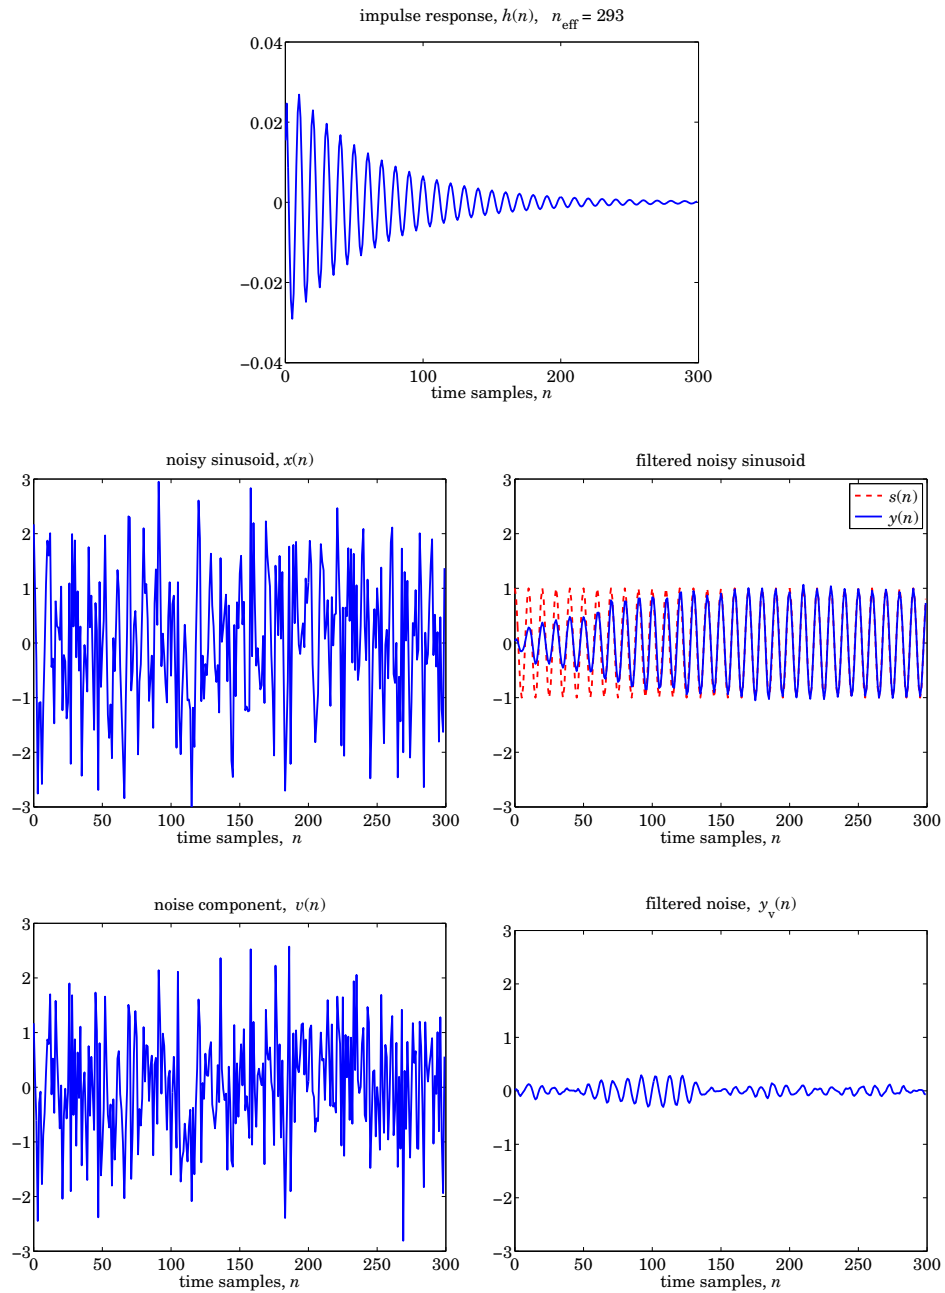 impulse response, h(n), n_eff = 293
0.04
0.02
0
−0.02
−0.04
0 100 200 300
time samples, n
noisy sinusoid, x(n)
3
2
1
0
−1
−2
−3
0 50 100 150 200 250 300
time samples, n
filtered noisy sinusoid
s(n)
y(n)
3
2
1
0
−1
−2
−3
0 50 100 150 200 250 300
time samples, n
noise component, v(n)
3
2
1
0
−1
−2
−3
0 50 100 150 200 250 300
time samples, n
filtered noise, y_v(n)
3
2
1
0
−1
−2
−3
0 50 100 150 200 250 300
time samples, n